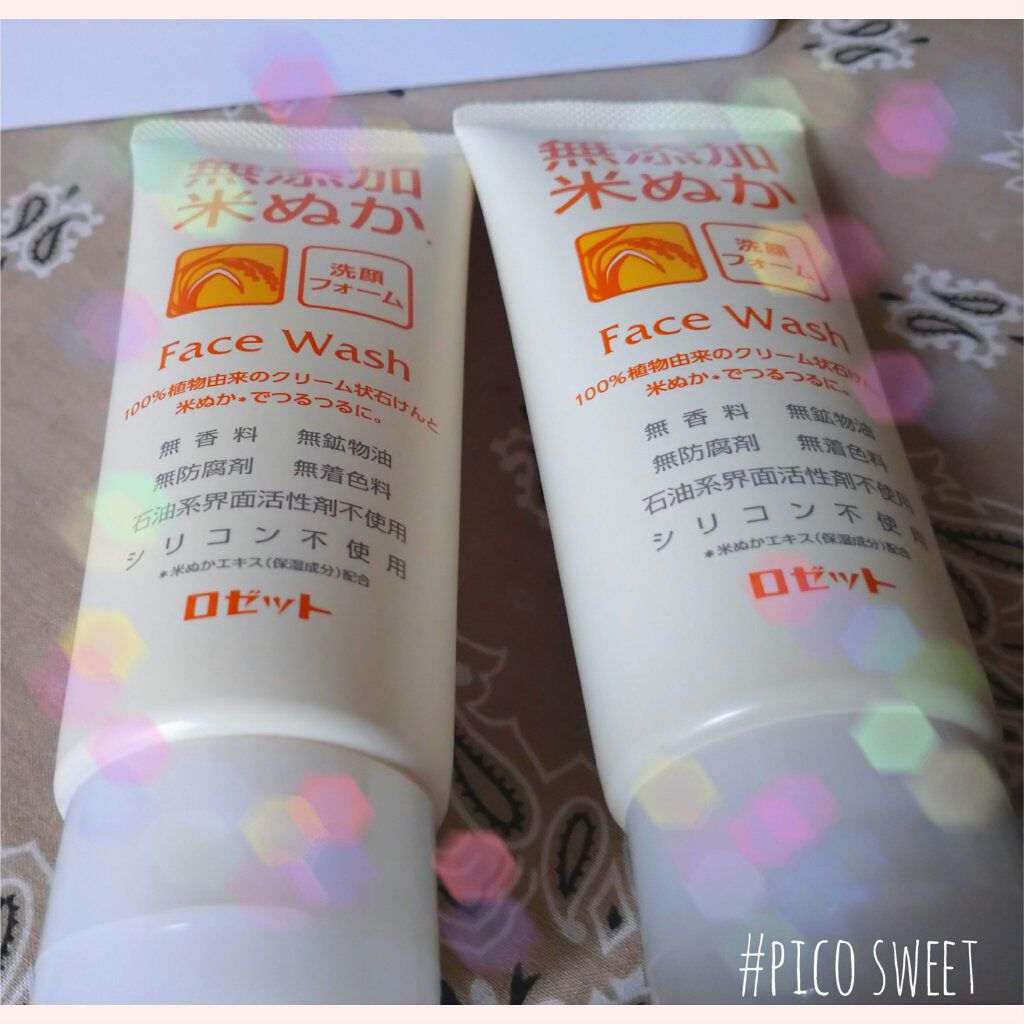 無添加
米ぬか*
洗顔
フォーム
Face Wash
100%植物由来のクリーム状石けんと
米ぬか*でつるつるに。
無香料 無鉱物油
無防腐剤 無着色料
石油系界面活性剤不使用
シリコン不使用
*米ぬかエキス(保湿成分)配合
ロゼット
無添加
米ぬか*
洗顔
フォーム
Face Wash
100%植物由来のクリーム状石けんと
米ぬか*でつるつるに。
無香料 無鉱物油
無防腐剤 無着色料
石油系界面活性剤不使用
シリコン不使用
*米ぬかエキス(保湿成分)配合
ロゼット
#PICO SWEET